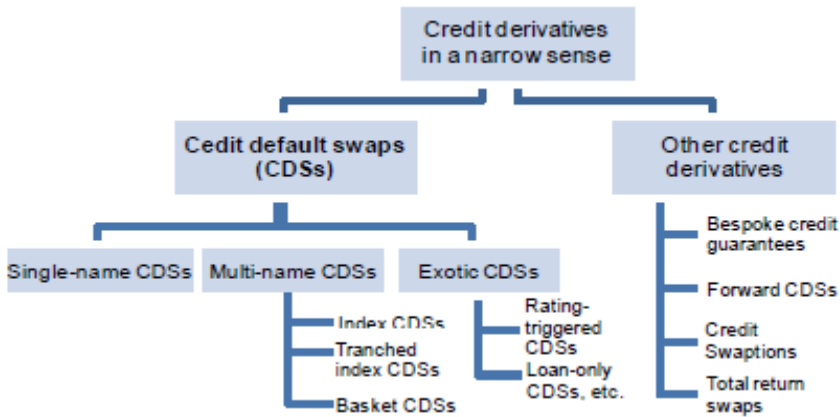 Credit derivatives
in a narrow sense
Cedit default swaps
(CDSs)
Other credit
derivatives
Single-name CDSs
Multi-name CDSs
Exotic CDSs
Index CDSs
Tranched
index CDSs
Basket CDSs
Rating-
triggered
CDSs
Loan-only
CDSs, etc.
Bespoke credit
guarantees
Forward CDSs
Credit
Swaptions
Total return
swaps